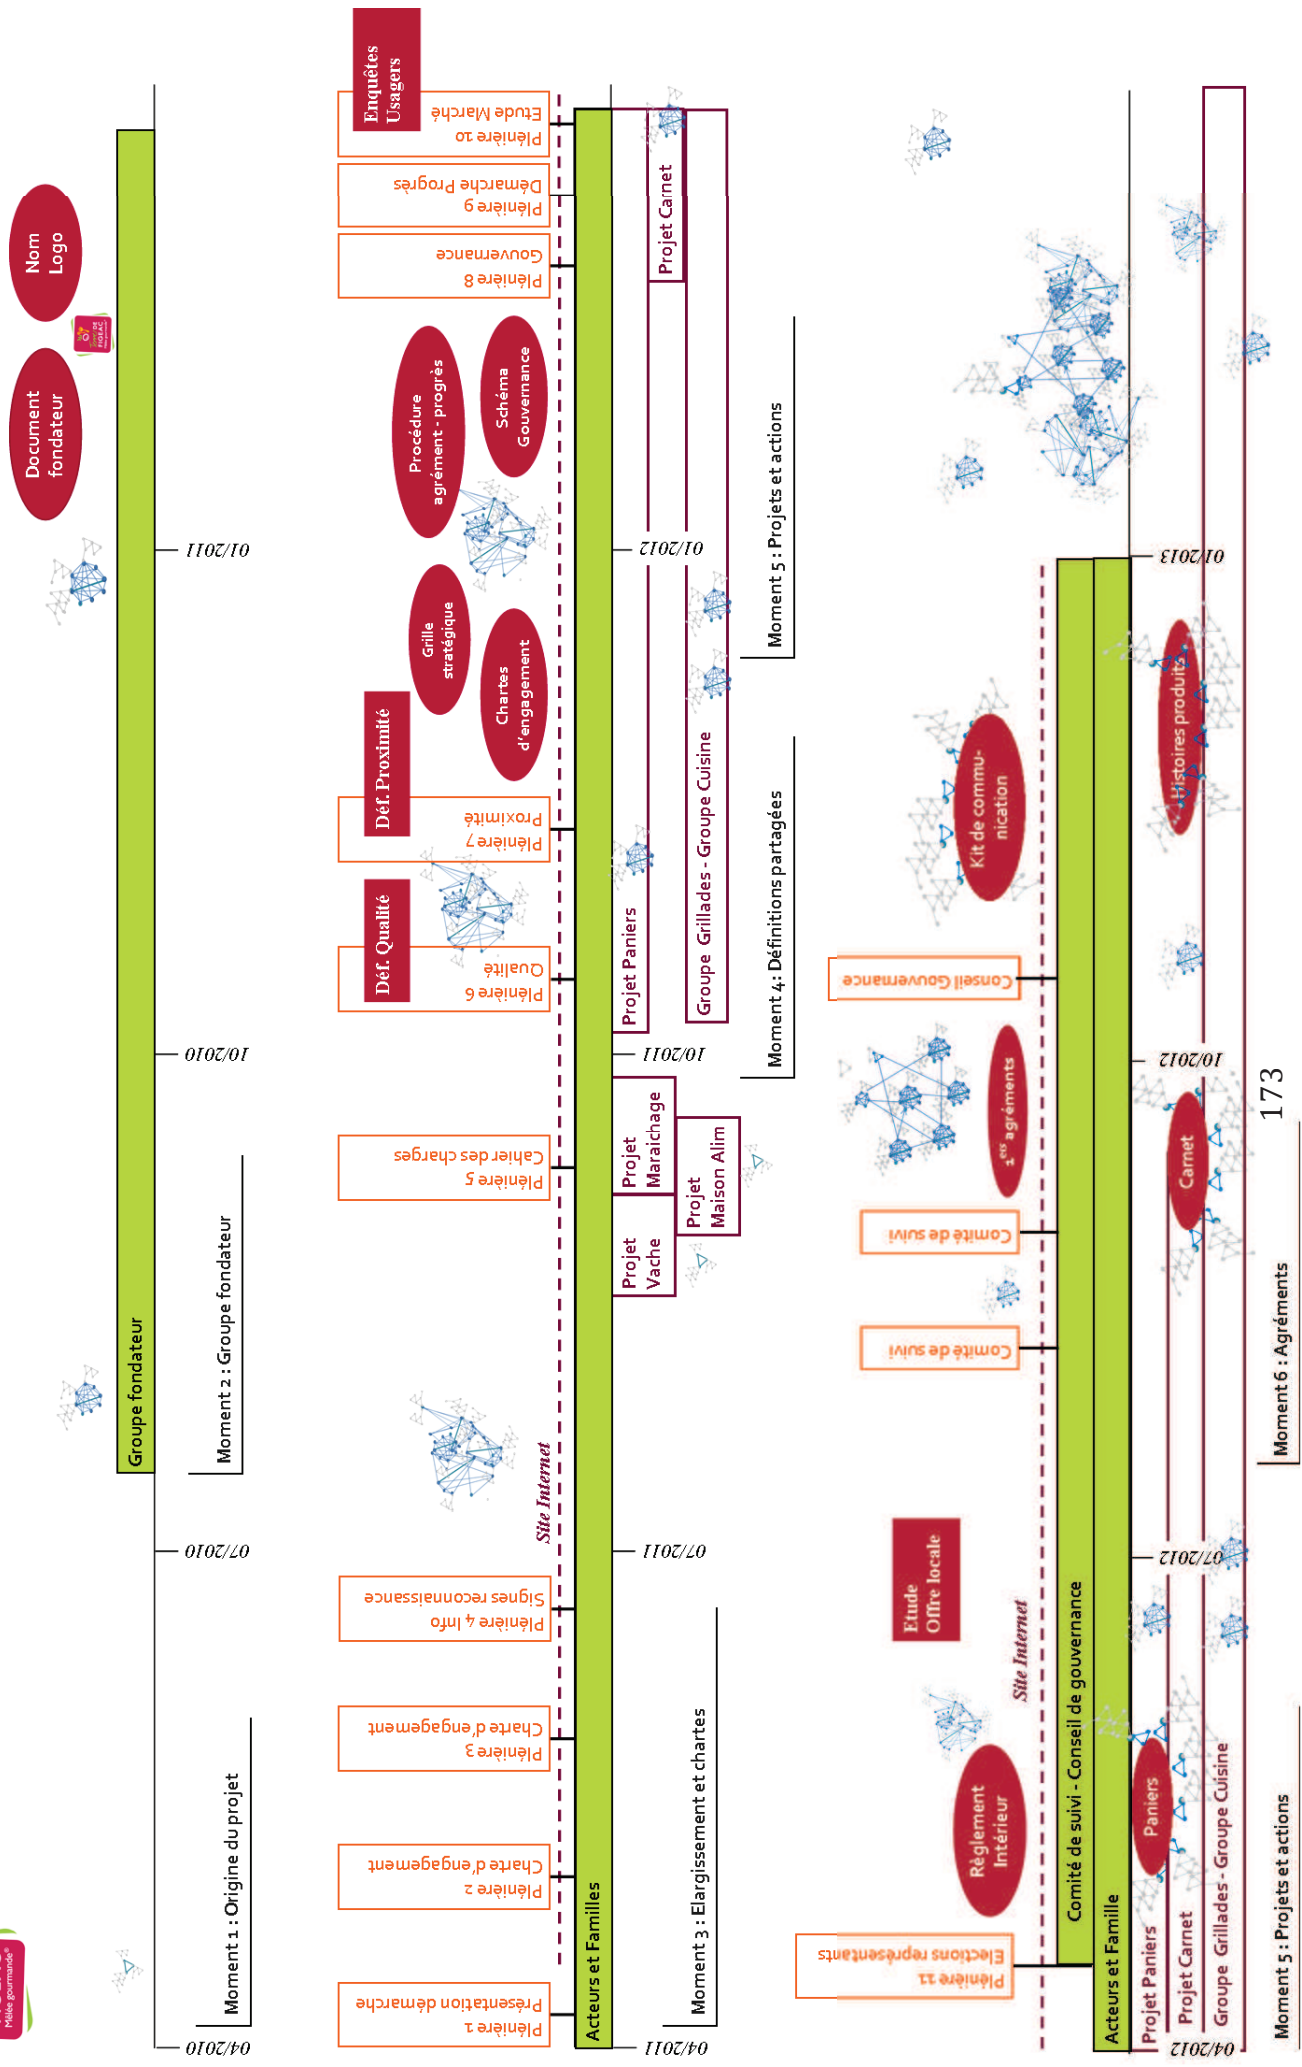 Mêlée gourmande®
Document
fondateur
Nom
Logo
FIGEAC
Groupe fondateur
04/2010
07/2010
10/2010
01/2011
Moment 1 : Origine du projet
Moment 2 : Groupe fondateur
Plénière 1
Présentation démarche
Plénière 2
Charte d'engagement
Plénière 3
Charte d'engagement
Plénière 4 Info
Signes reconnaissance
Plénière 5
Cahier des charges
Plénière 6
Qualité
Déf. Qualité
Plénière 7
Proximité
Déf. Proximité
Grille
stratégique
Chartes
d'engagement
Procédure
agrément - progrès
Schéma
Gouvernance
Plénière 8
Gouvernance
Plénière 9
Démarche Progrès
Plénière 10
Etude Marché
Enquêtes
Usagers
Site Internet
Acteurs et Familles
04/2011
07/2011
10/2011
01/2012
Projet
Vache
Projet
Maraichage
Projet
Maison Alim
Projet Paniers
Groupe Grillades - Groupe Cuisine
Projet Carnet
Moment 3 : Elargissement et chartes
Moment 4 : Définitions partagées
Moment 5 : Projets et actions
Plénière 11
Elections représentants
Règlement
Intérieur
Etude
Offre locale
Comité de suivi
Comité de suivi
1ers agréments
Conseil Gouvernance
Kit de commu-
nication
Site Internet
Comité de suivi - Conseil de gouvernance
Acteurs et Famille
04/2012
07/2012
10/2012
01/2013
Projet Paniers
Paniers
Projet Carnet
Carnet
Histoires produits
Groupe Grillades - Groupe Cuisine
Moment 5 : Projets et actions
Moment 6 : Agréments
173